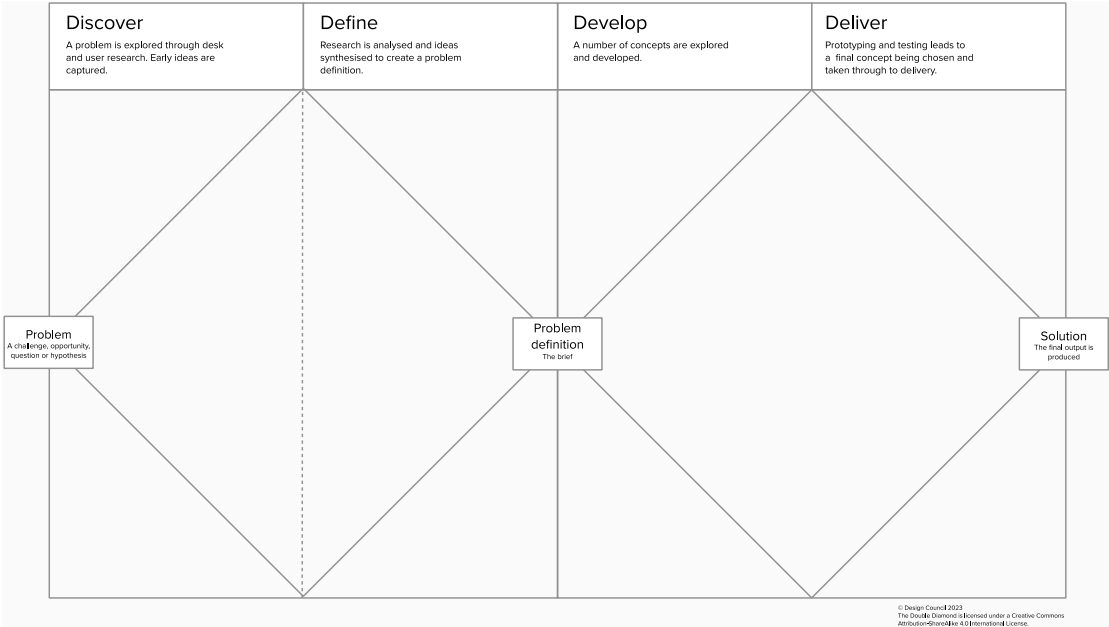 Discover
A problem is explored through desk
and user research. Early ideas are
captured.
Define
Research is analysed and ideas
synthesised to create a problem
definition.
Develop
A number of concepts are explored
and developed.
Deliver
Prototyping and testing leads to
a final concept being chosen and
taken through to delivery.
Problem
A challenge, opportunity,
question or hypothesis
Problem
definition
The brief
Solution
The final output is
produced
© Design Council 2023
The Double Diamond is licensed under a Creative Commons
Attribution-ShareAlike 4.0 International License.